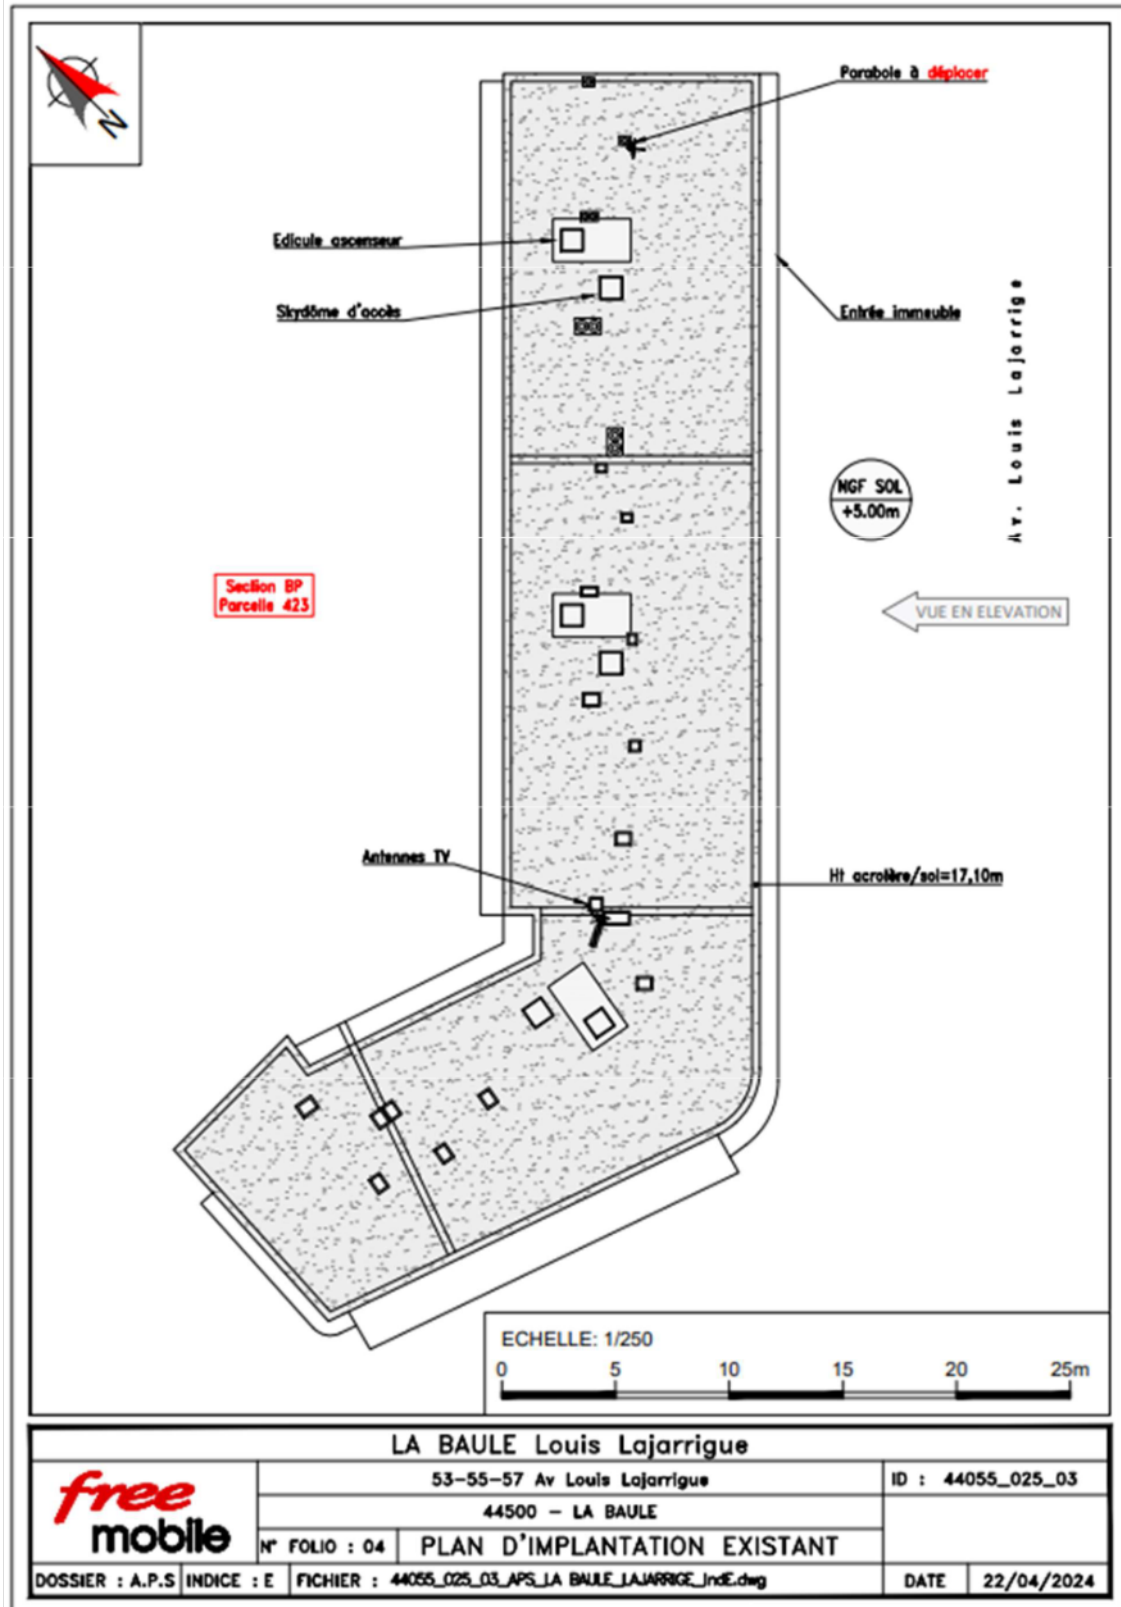 N
Parabole à déplacer
Edicule ascenseur
Skydôme d'accès
Entrée immeuble
Av. Louis Lajarrige
NGF SOL
+5.00m
Section BP
Parcelle 423
VUE EN ELEVATION
Antennes TV
Ht acrotère/sol=17,10m
ECHELLE: 1/250
0 5 10 15 20 25m
LA BAULE Louis Lajarrigue
free
mobile
53-55-57 Av Louis Lajarrigue
ID : 44055_025_03
44500 - LA BAULE
N° FOLIO : 04
PLAN D'IMPLANTATION EXISTANT
DOSSIER : A.P.S
INDICE : E
FICHIER : 44055_025_03_APS_LA BAULE_LAJARRIGE_IndE.dwg
DATE
22/04/2024